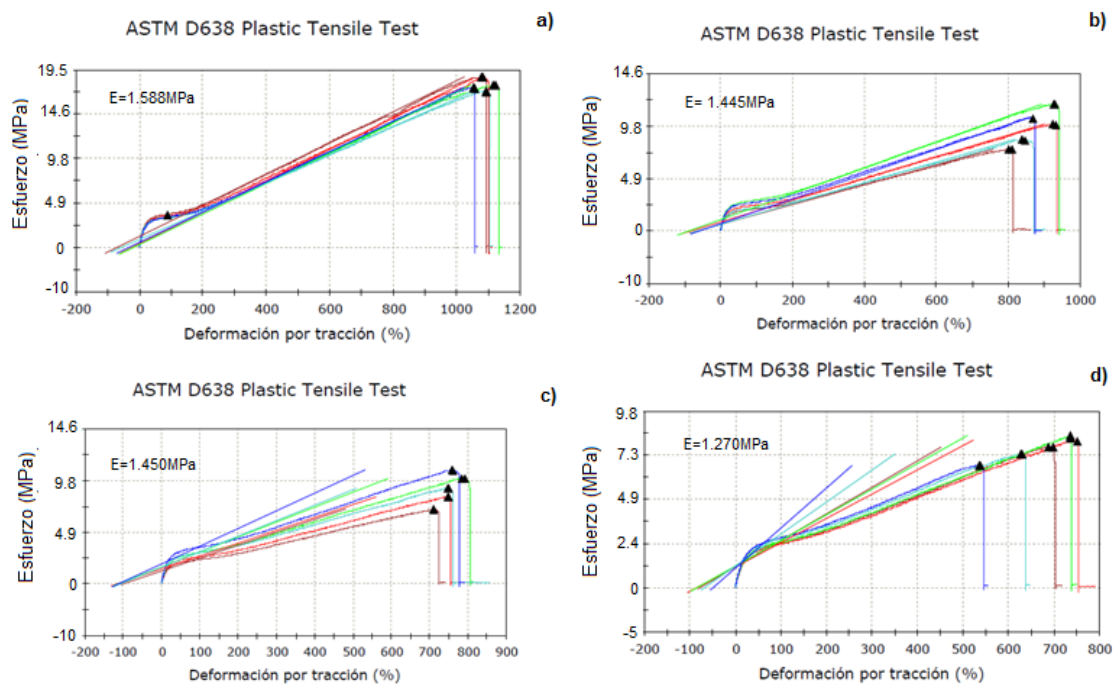 ASTM D638 Plastic Tensile Test
a)
19.5
14.6
9.8
4.9
0
-10
Esfuerzo (MPa)
E=1.588MPa
-200 0 200 400 600 800 1000 1200
Deformación por tracción (%)
ASTM D638 Plastic Tensile Test
b)
14.6
9.8
4.9
0
-10
Esfuerzo (MPa)
E= 1.445MPa
-200 0 200 400 600 800 1000
Deformación por tracción (%)
ASTM D638 Plastic Tensile Test
c)
14.6
9.8
4.9
0
-10
Esfuerzo (MPa)
E=1.450MPa
-200 -100 0 100 200 300 400 500 600 700 800 900
Deformación por tracción (%)
ASTM D638 Plastic Tensile Test
d)
9.8
7.3
4.9
2.4
0
-5
Esfuerzo (MPa)
E=1.270MPa
-200 -100 0 100 200 300 400 500 600 700 800
Deformación por tracción (%)